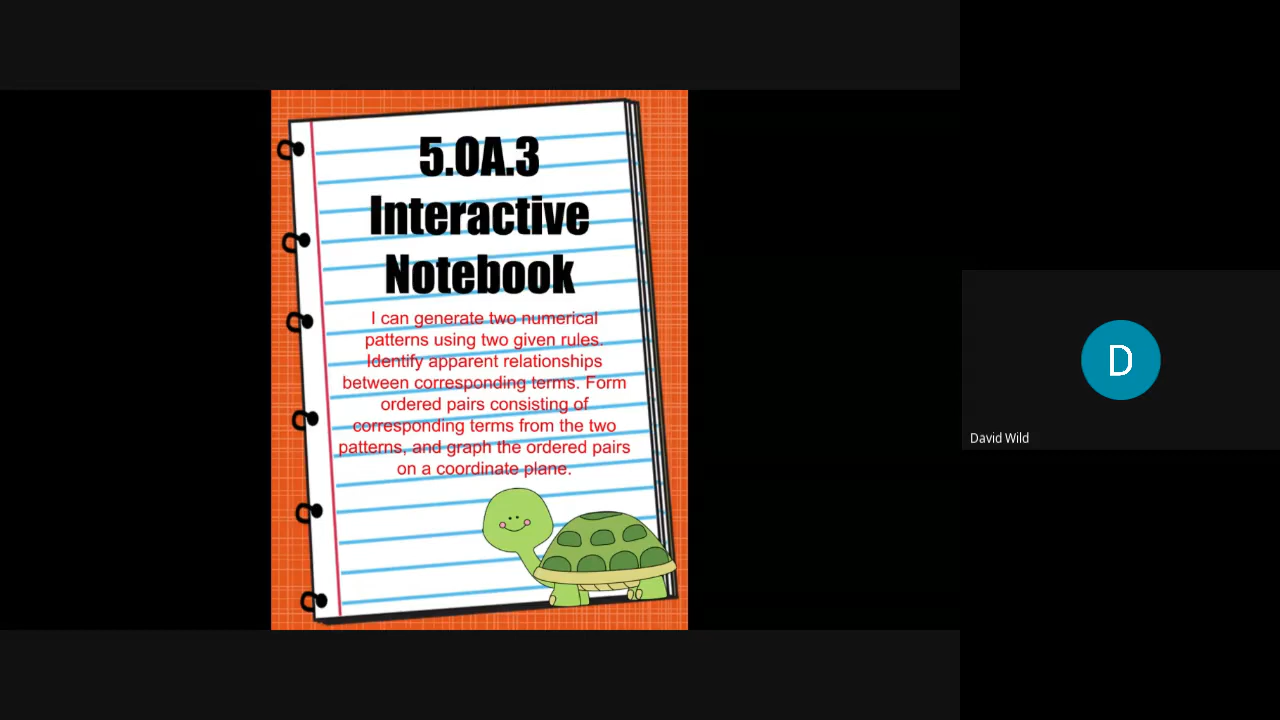 5.OA.3
Interactive
Notebook
I can generate two numerical
patterns using two given rules.
Identify apparent relationships
between corresponding terms. Form
ordered pairs consisting of
corresponding terms from the two
patterns, and graph the ordered pairs
on a coordinate plane.
D
David Wild